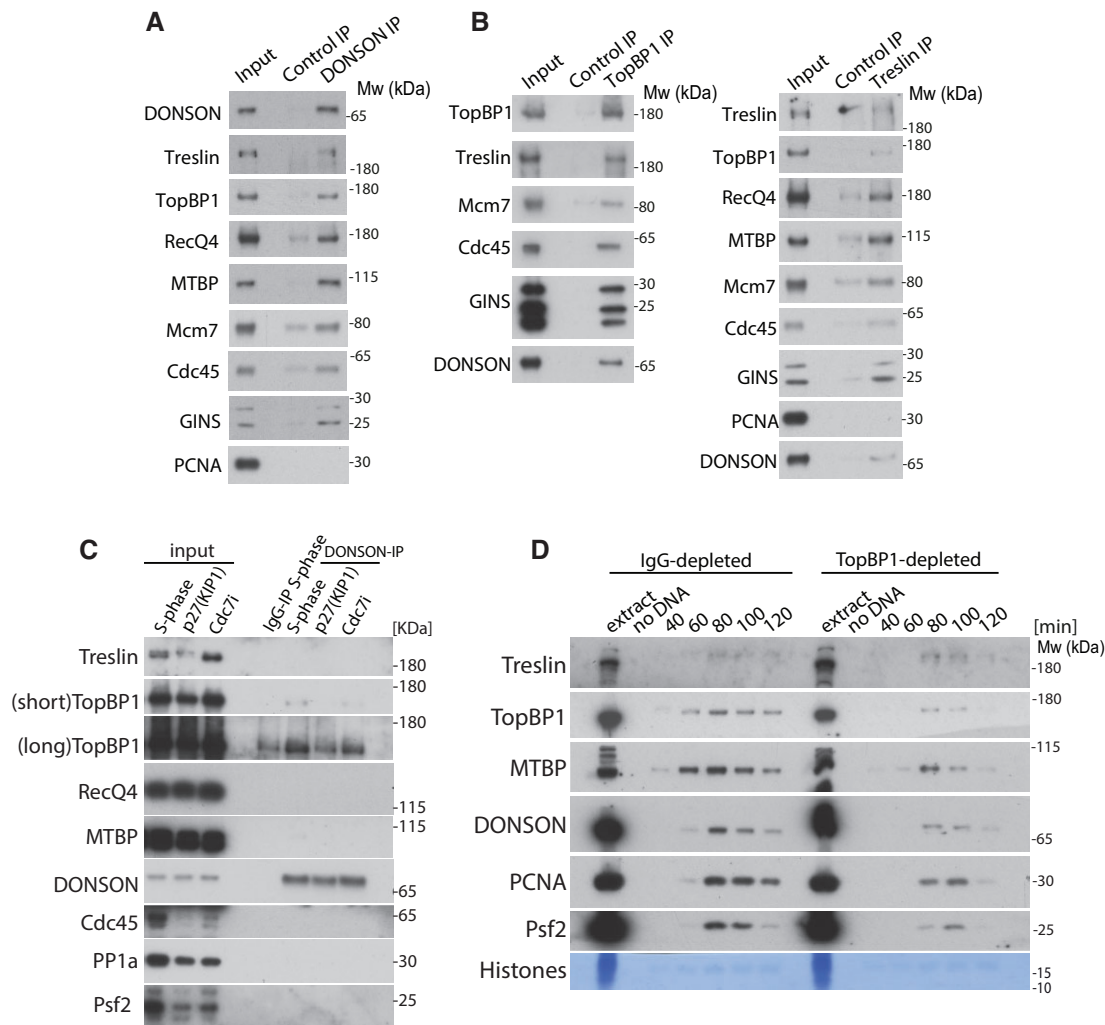 A
Input
Control IP
DONSON IP
Mw (kDa)
DONSON
-65
Treslin
-180
TopBP1
-180
RecQ4
-180
MTBP
-115
Mcm7
-80
Cdc45
-65
GINS
-30
-25
PCNA
-30
B
Input
Control IP
TopBP1 IP
Mw (kDa)
TopBP1
-180
Treslin
-180
Mcm7
-80
Cdc45
-65
GINS
-30
-25
DONSON
-65
Input
Control IP
Treslin IP
Mw (kDa)
Treslin
-180
TopBP1
-180
RecQ4
-180
MTBP
-115
Mcm7
-80
Cdc45
-65
GINS
-30
-25
PCNA
-30
DONSON
-65
C
input
DONSON-IP
S-phase
p27(KIP1)
Cdc7i
IgG-IP S-phase
S-phase
p27(KIP1)
Cdc7i
[KDa]
Treslin
-180
(short)TopBP1
-180
(long)TopBP1
-180
RecQ4
-115
MTBP
-115
DONSON
-65
Cdc45
-65
PP1a
-30
Psf2
-25
D
IgG-depleted
TopBP1-depleted
extract
no DNA
40
60
80
100
120
extract
no DNA
40
60
80
100
120
[min]
Mw (kDa)
Treslin
-180
TopBP1
-180
MTBP
-115
DONSON
-65
PCNA
-30
Psf2
-25
Histones
-15
-10